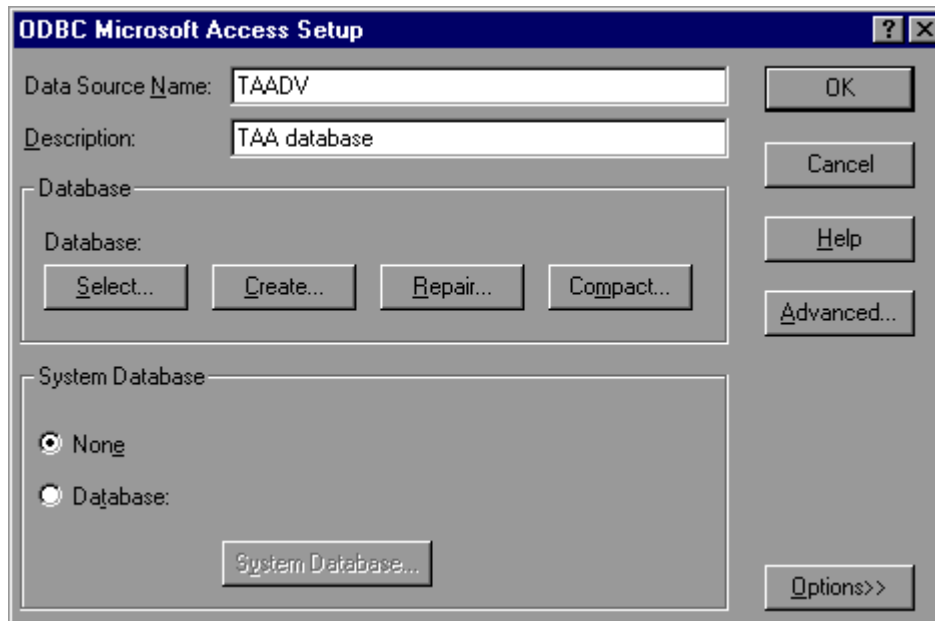 ODBC Microsoft Access Setup
Data Source Name: TAADV
OK
Description: TAA database
Cancel
Database
Database:
Help
Select... Create... Repair... Compact...
Advanced...
System Database
None
Database:
System Database...
Options>>